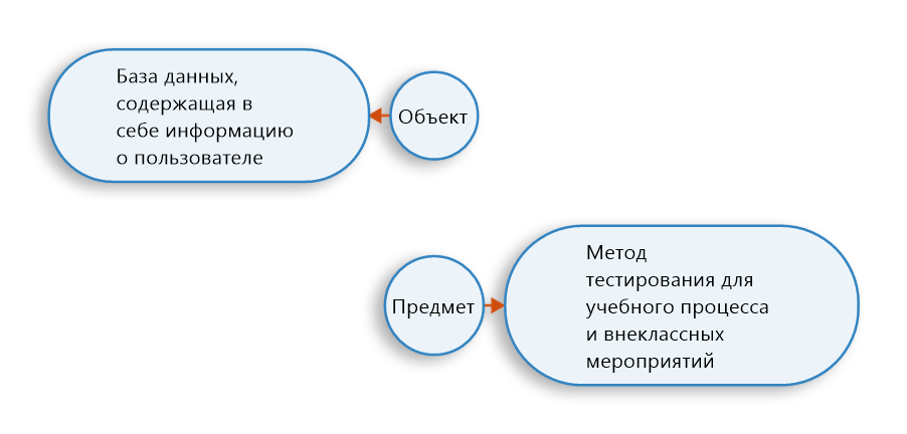 База данных,
содержащая в
себе информацию
о пользователе
Объект
Предмет
Метод
тестирования для
учебного процесса
и внеклассных
мероприятий